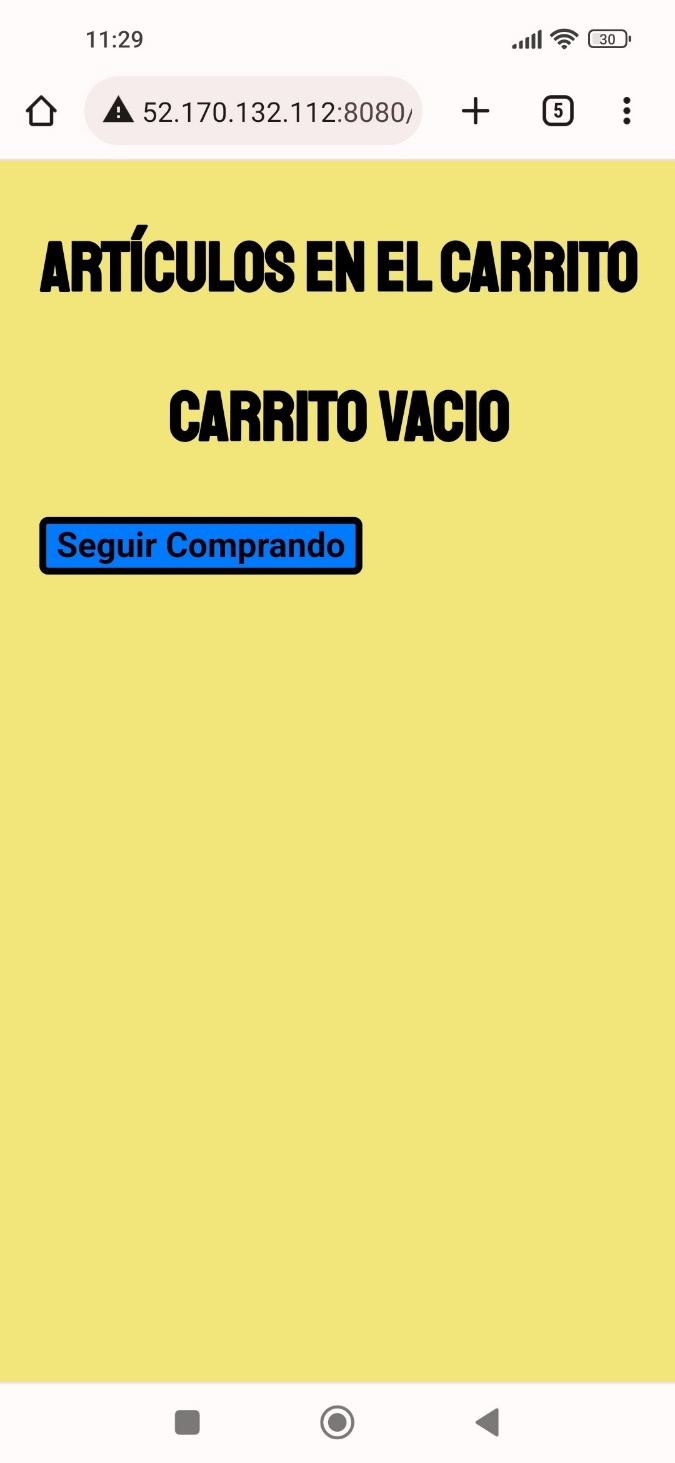 11:29
30
52.170.132.112:8080/
5
ARTÍCULOS EN EL CARRITO
CARRITO VACIO
Seguir Comprando